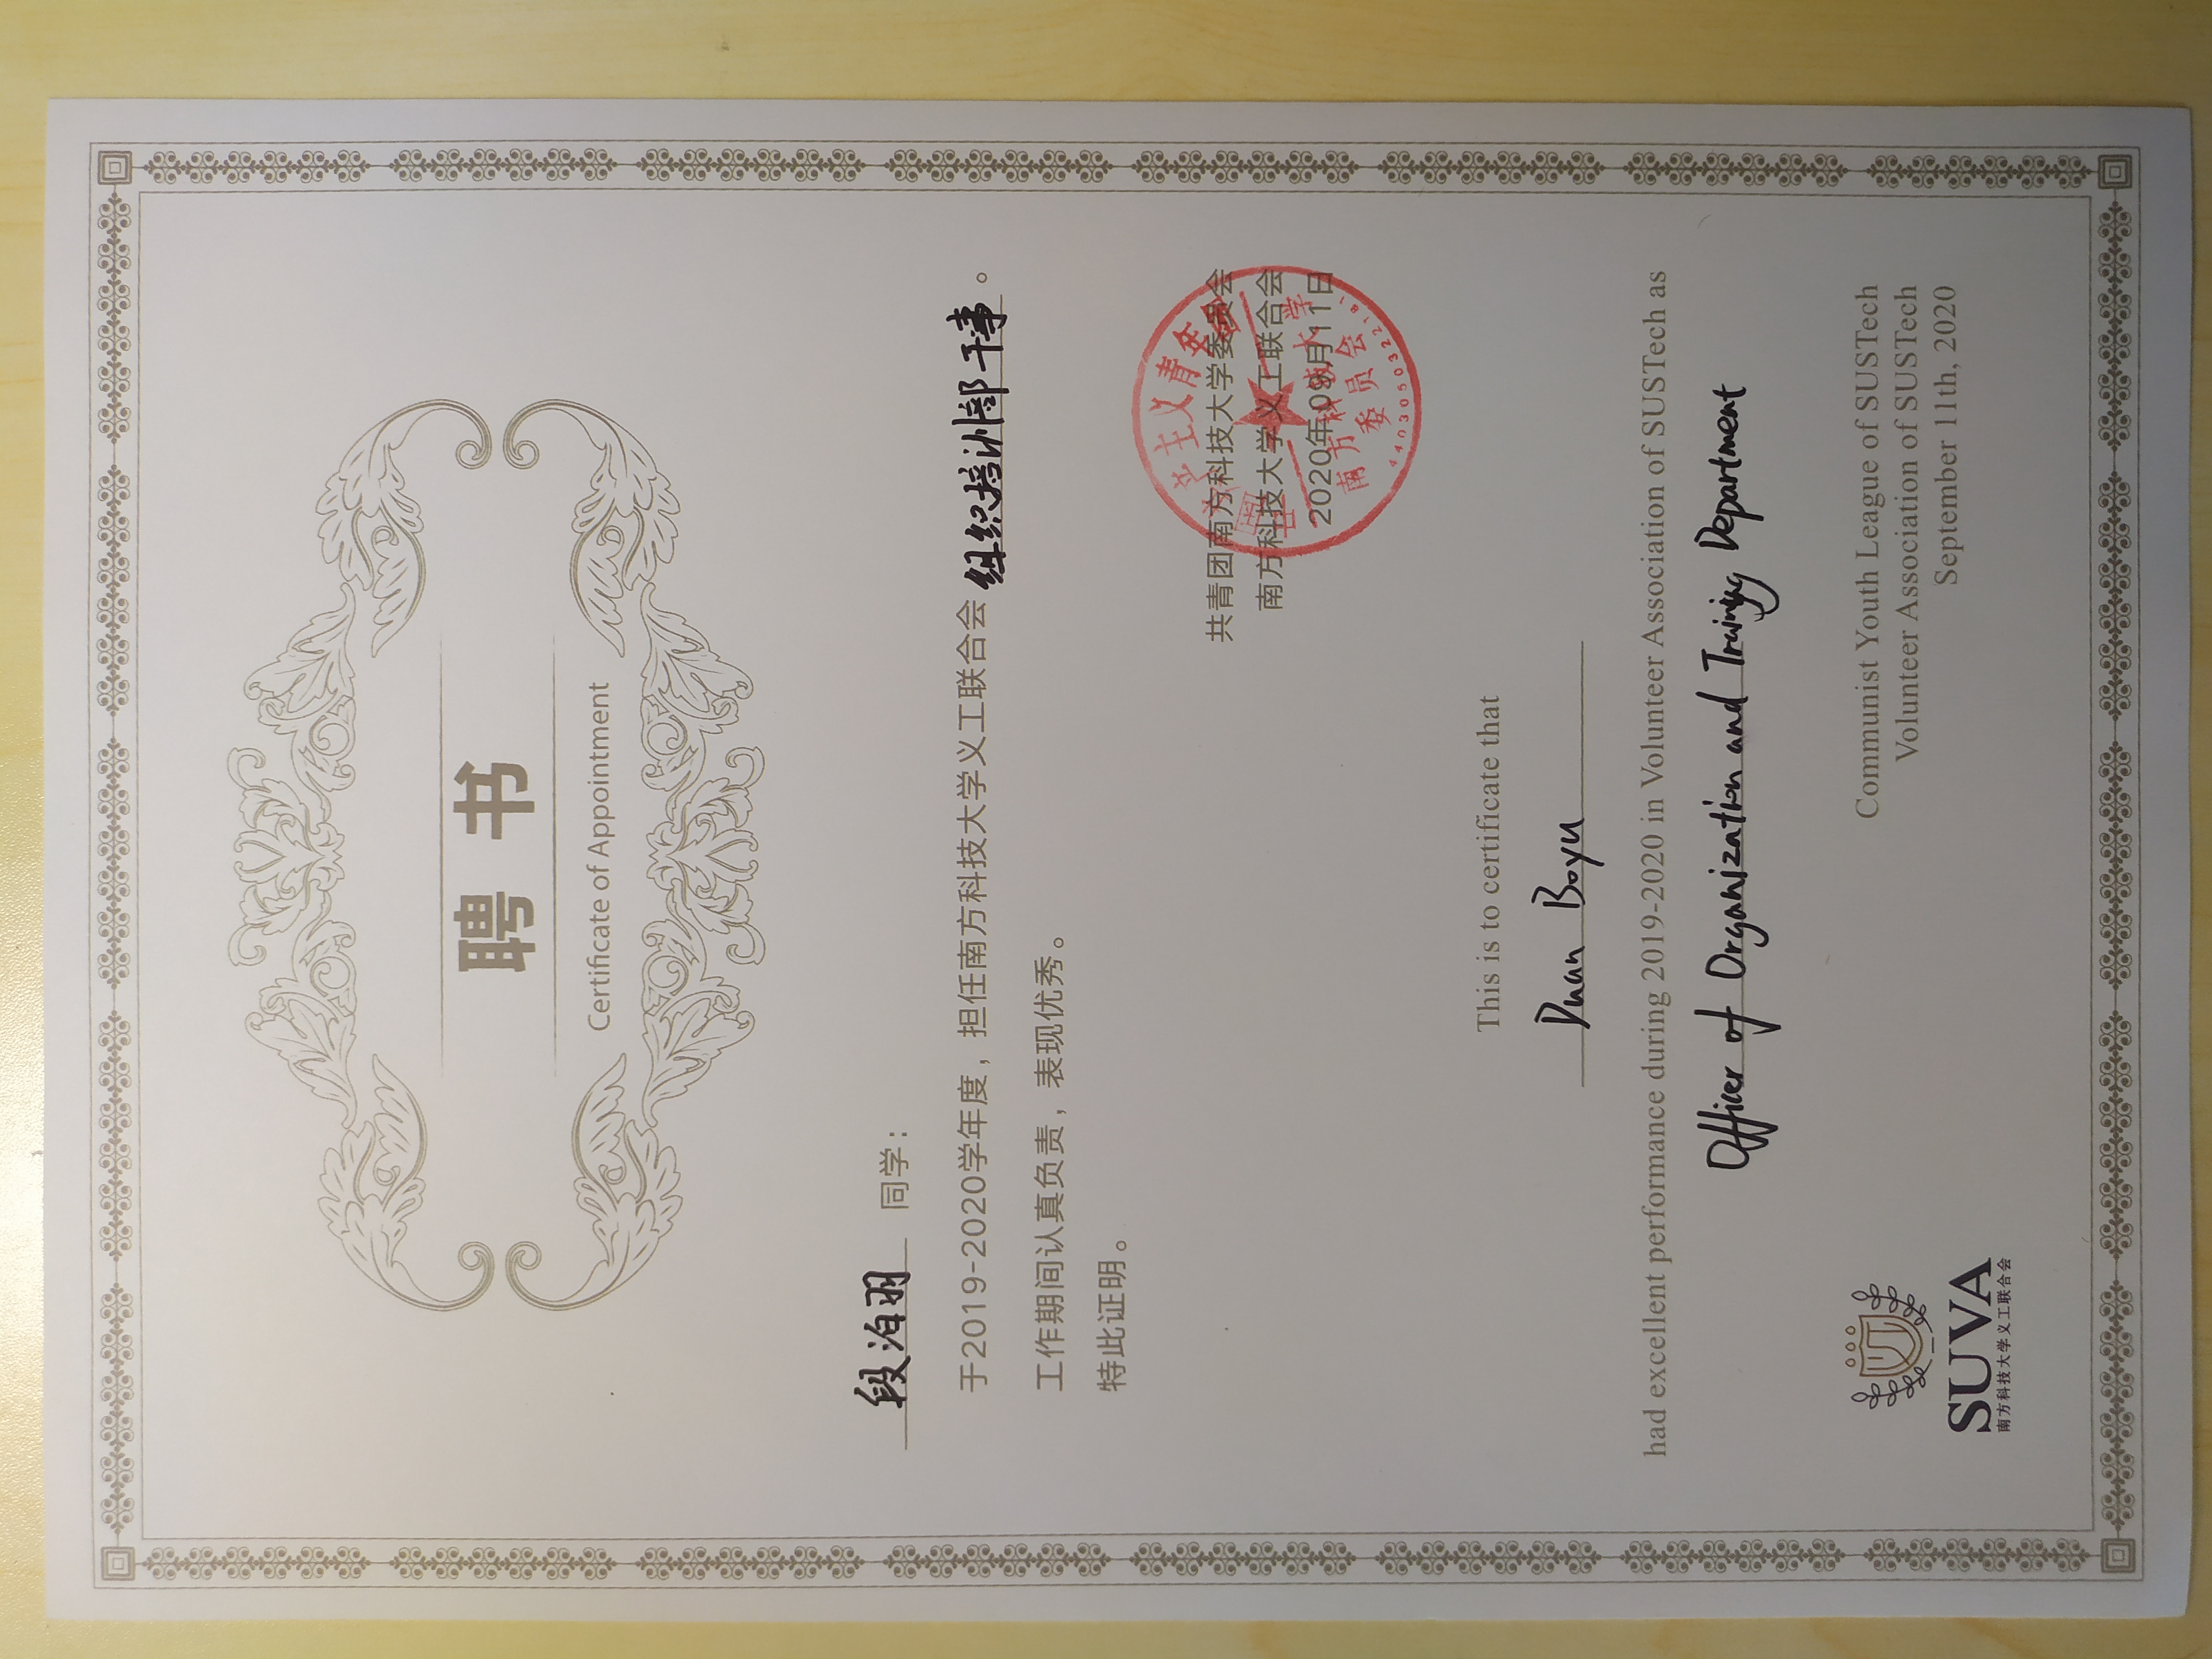 聘书
Certificate of Appointment
段泊羽 同学：
于2019-2020学年度，担任南方科技大学义工联合会组织培训部干事。
工作期间认真负责，表现优秀。
特此证明。
共青团南方科技大学委员会
南方科技大学义工联合会
2020年09月11日
中国共产主义青年团
南方科技大学
委员会
4403050322181
This is to certificate that
Duan Boyu
had excellent performance during 2019-2020 in Volunteer Association of SUSTech as
Officer of Organization and Training Department
Communist Youth League of SUSTech
Volunteer Association of SUSTech
September 11th, 2020
SUVA
南方科技大学义工联合会